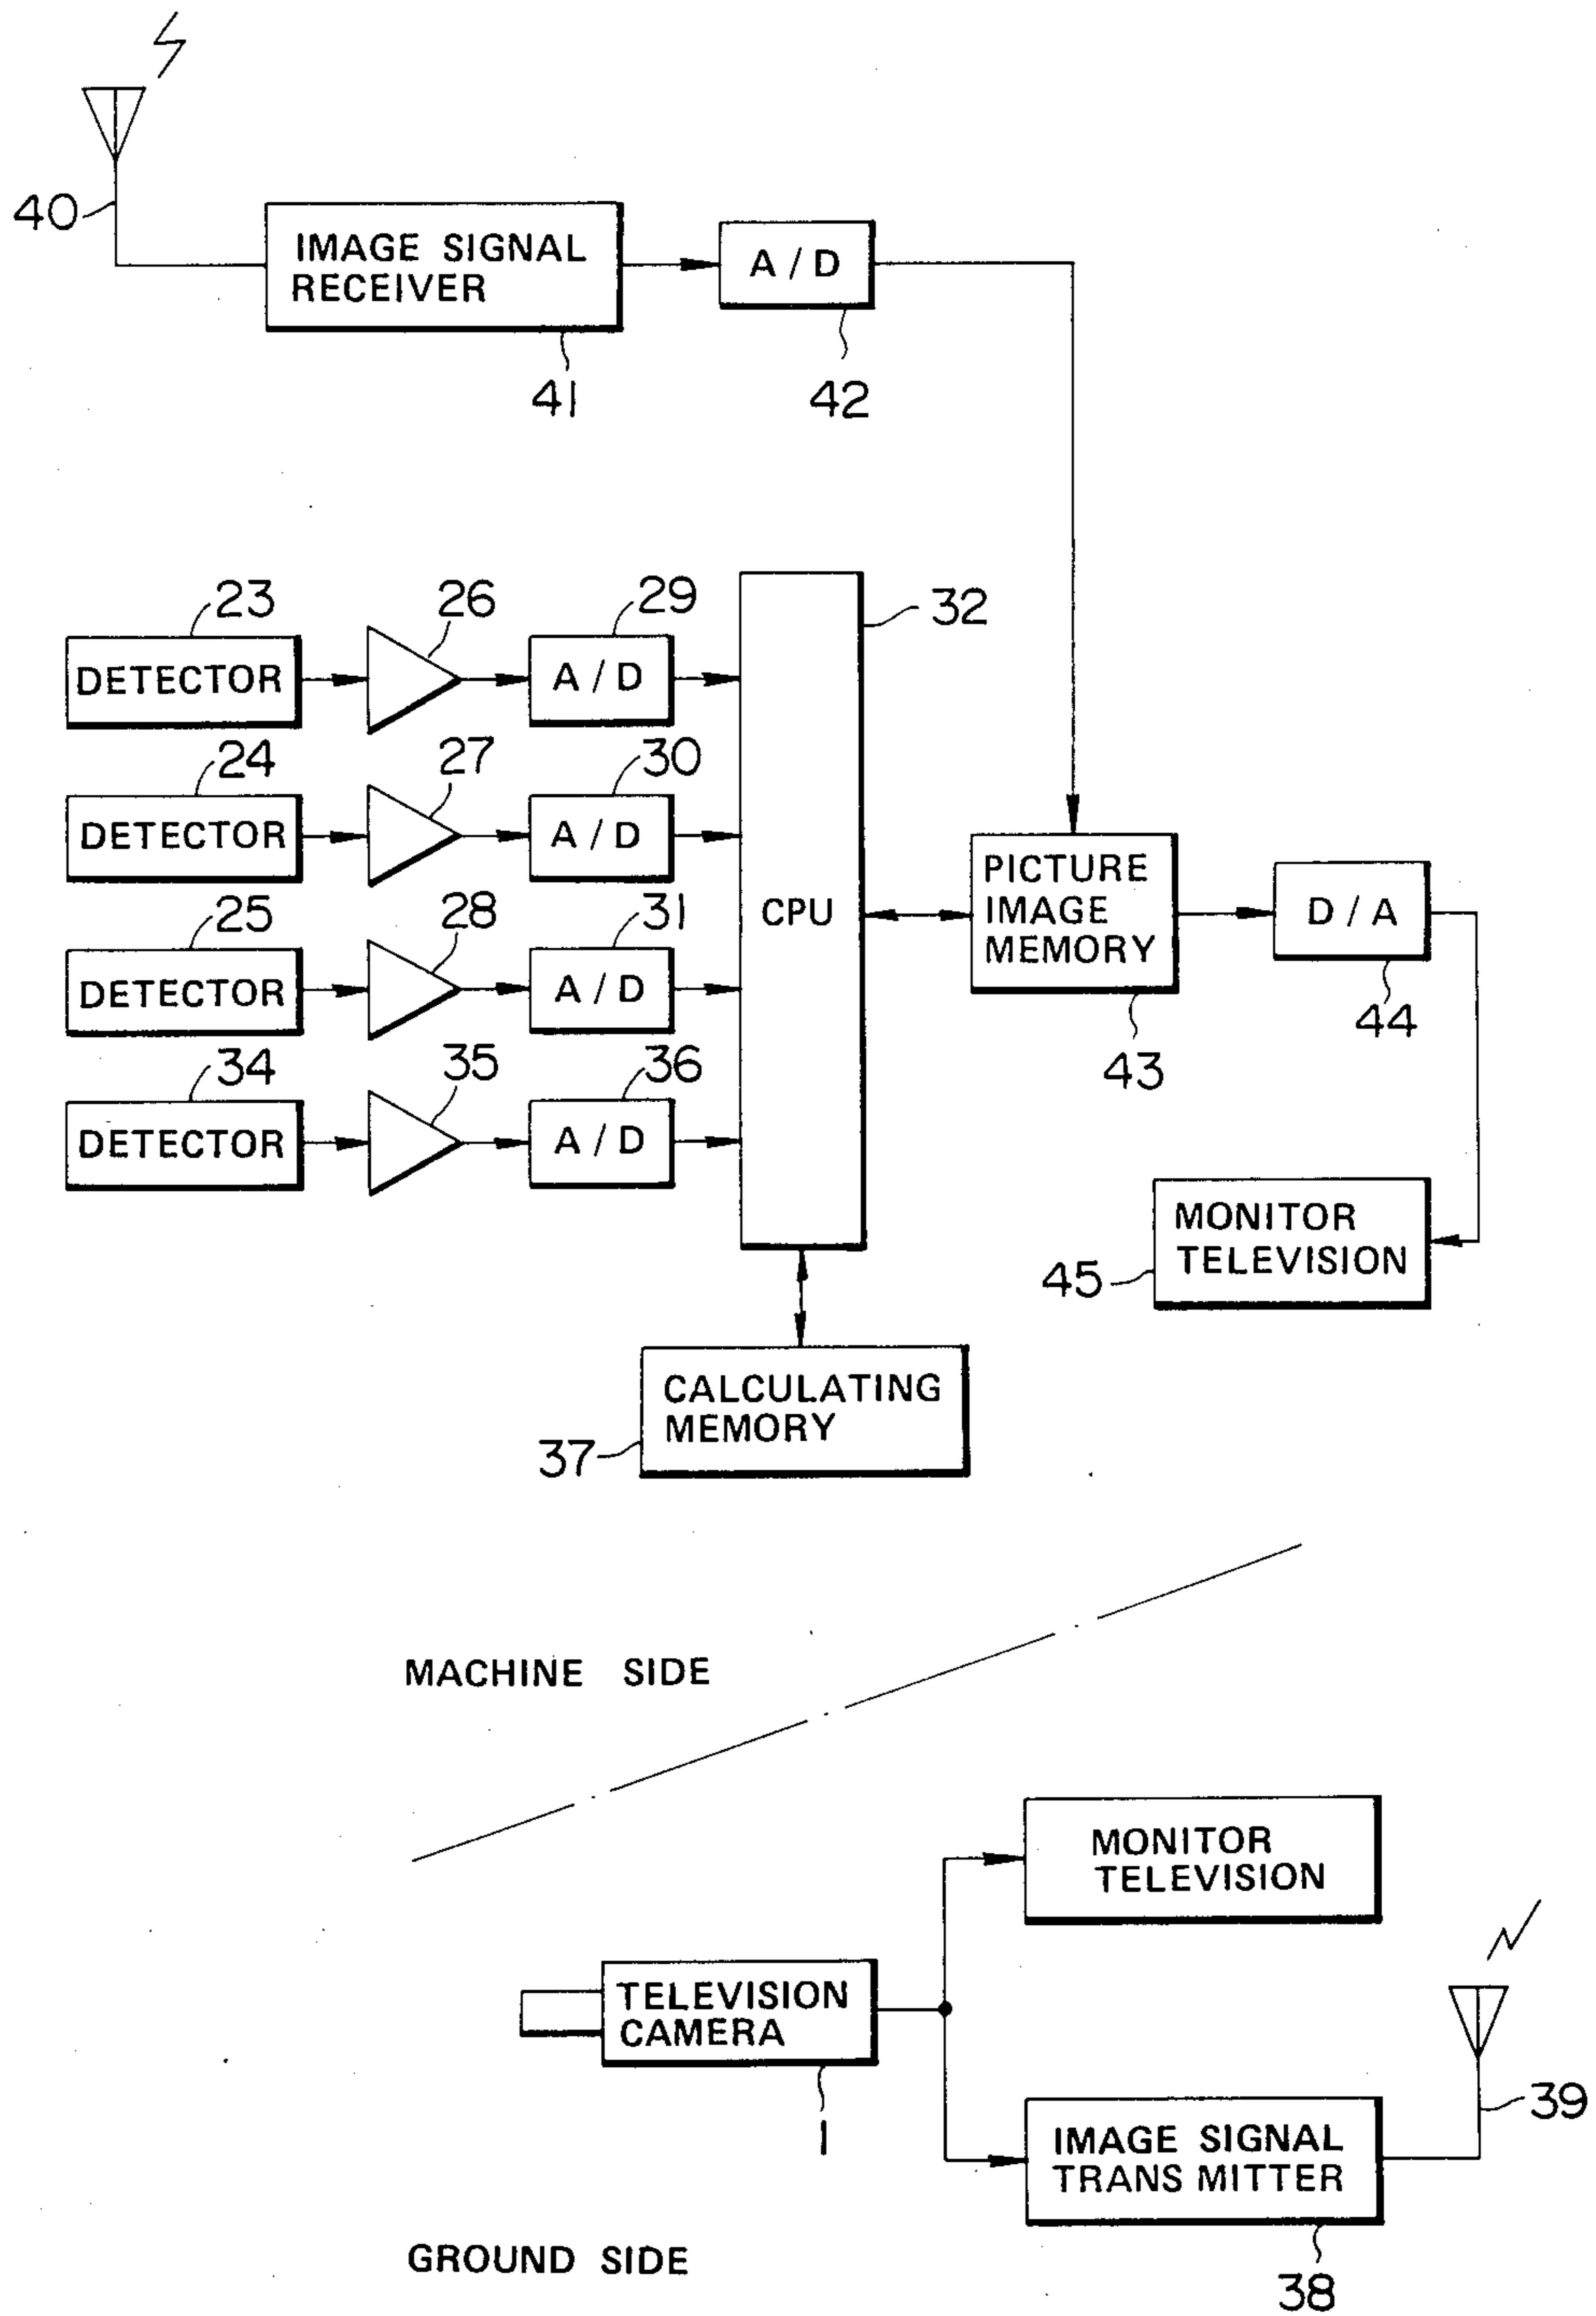 40
IMAGE SIGNAL
RECEIVER
41
A / D
42
23
26
29
32
DETECTOR
A / D
24
27
30
DETECTOR
A / D
25
28
31
DETECTOR
A / D
34
35
36
DETECTOR
A / D
CPU
PICTURE
IMAGE
MEMORY
43
D / A
44
MONITOR
TELEVISION
45
CALCULATING
MEMORY
37
MACHINE SIDE
MONITOR
TELEVISION
TELEVISION
CAMERA
1
IMAGE SIGNAL
TRANS MITTER
39
38
GROUND SIDE